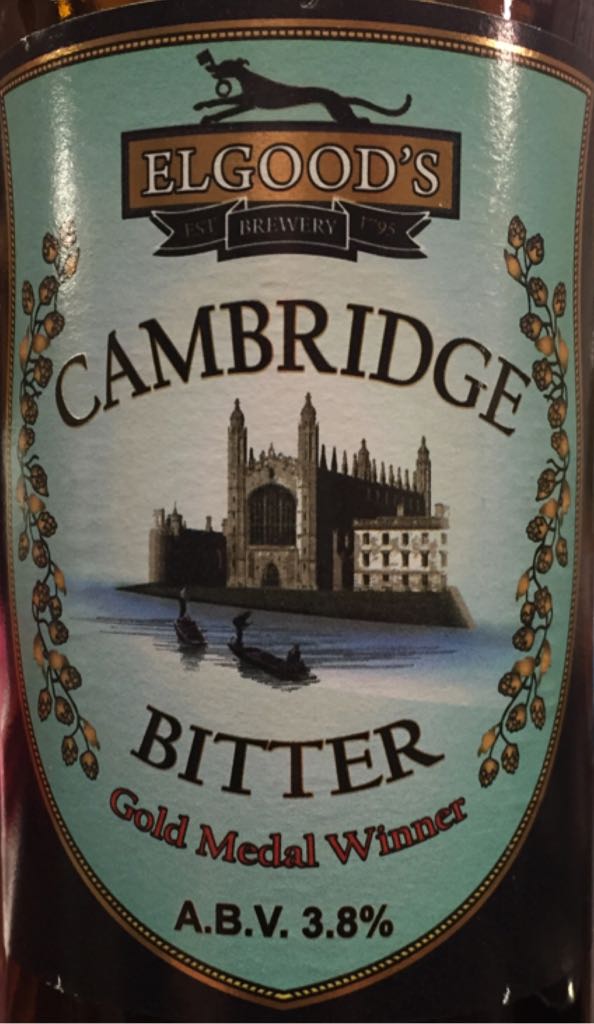 ELGOOD'S
EST BREWERY 1795
CAMBRIDGE
BITTER
Gold Medal Winner
A.B.V. 3.8%